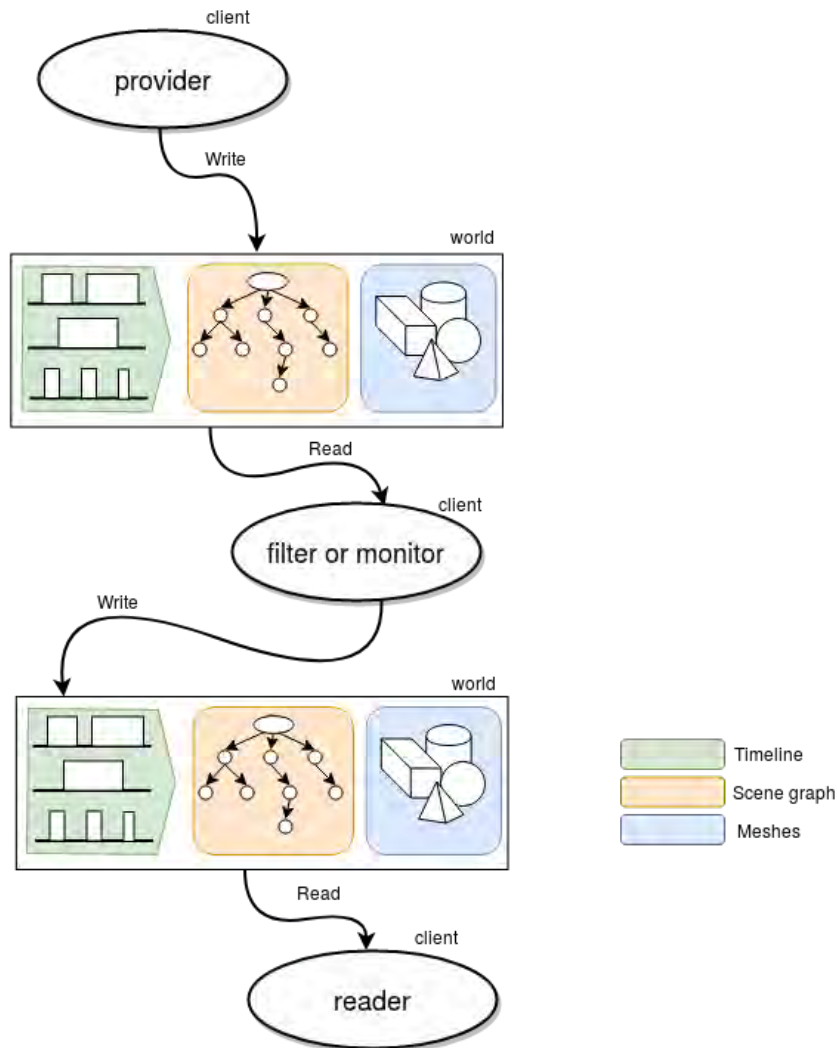 client
provider
Write
world
Read
client
filter or monitor
Write
world
Timeline
Scene graph
Meshes
Read
client
reader